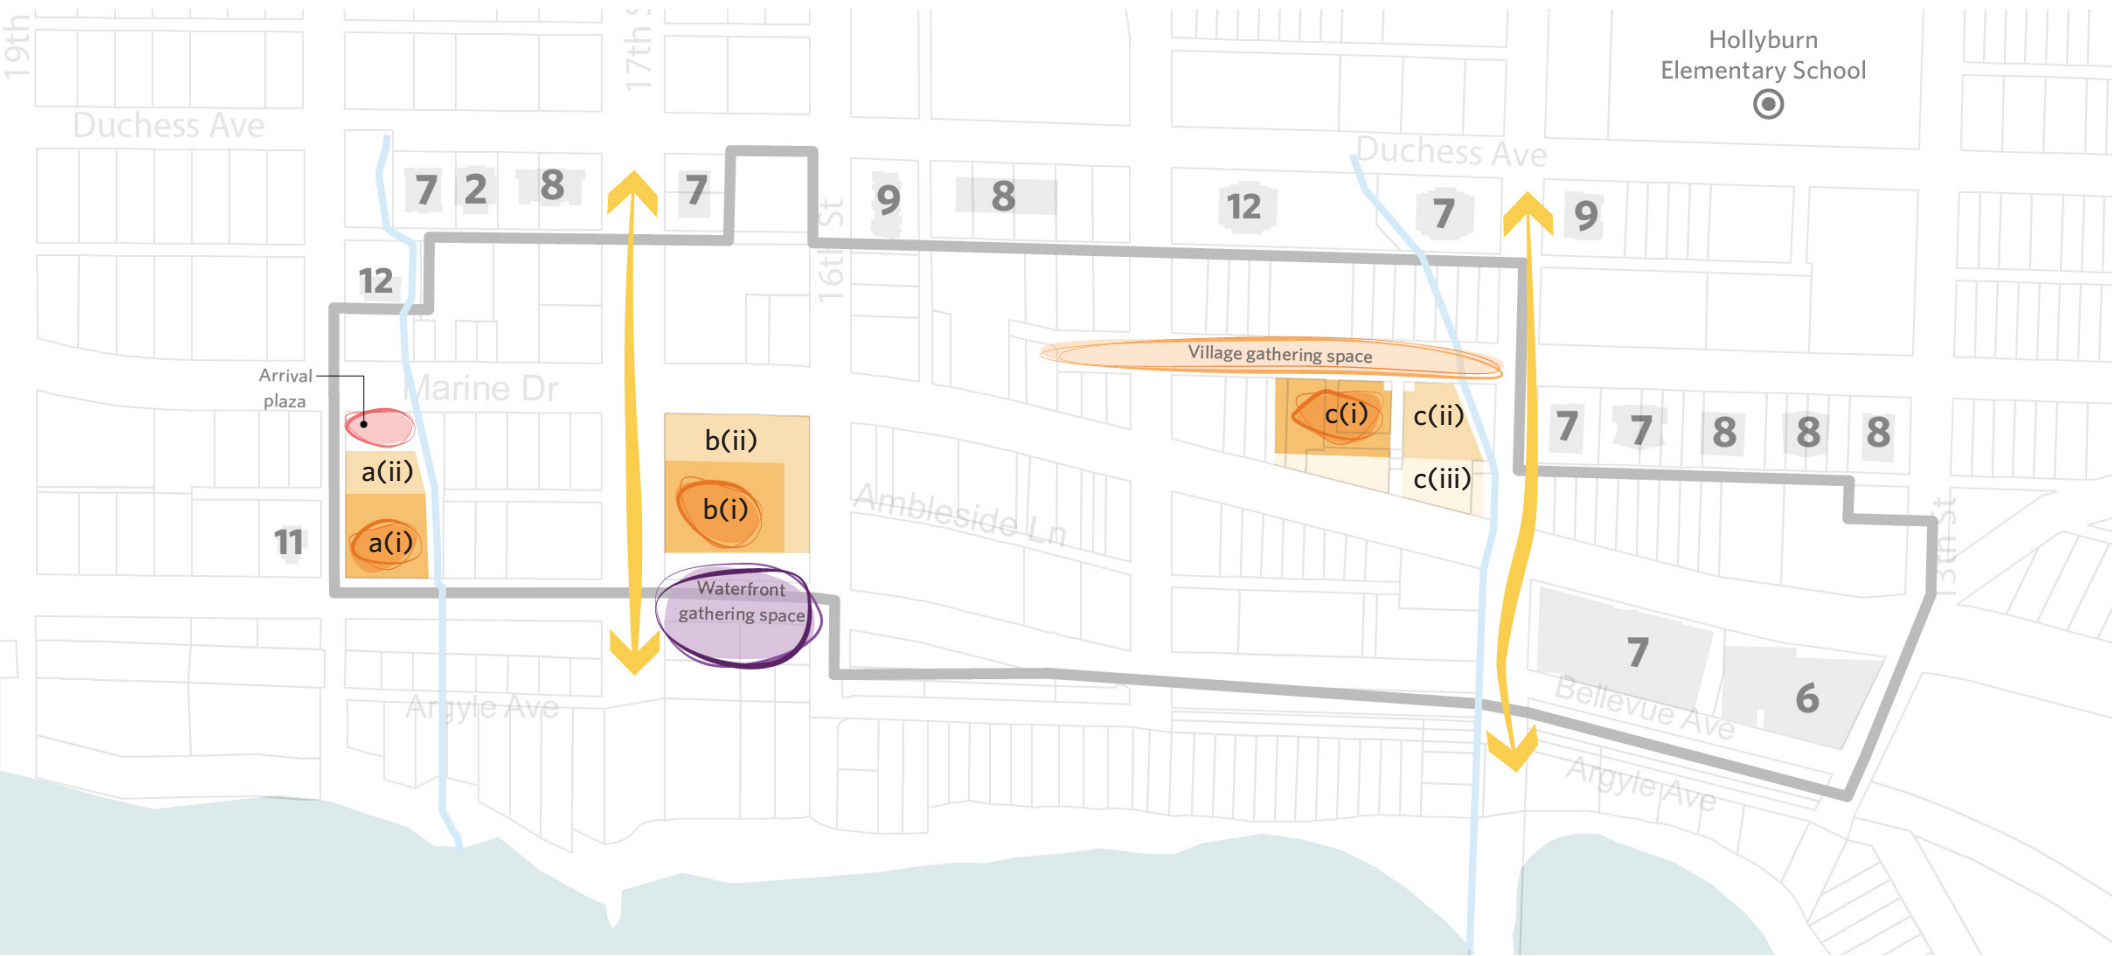 19th
17th S
Hollyburn
Elementary School
Duchess Ave
Duchess Ave
7
2
8
7
16th St
9
8
12
7
9
12
Village gathering space
Arrival
plaza
Marine Dr
a(ii)
a(i)
b(ii)
b(i)
c(i)
c(ii)
c(iii)
7
7
8
8
8
Ambleside Ln
11
13th St
Waterfront
gathering space
7
6
Bellevue Ave
Argyle Ave
Argyle Ave